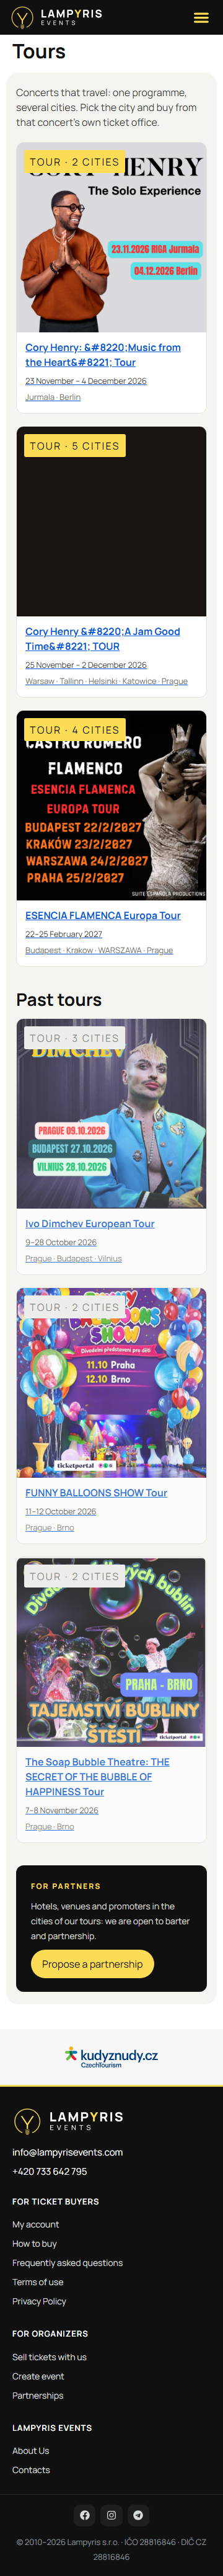 LAMPYRIS
EVENTS
Tours
Concerts that travel: one programme,
several cities. Pick the city and buy from
that concert's own ticket office.
TOUR · 2 CITIES
CORY HENRY
The Solo Experience
23.11.2026 RIGA Jurmala
04.12.2026 Berlin
Cory Henry: &#8220;Music from
the Heart&#8221; Tour
23 November – 4 December 2026
Jurmala · Berlin
TOUR · 5 CITIES
Cory Henry &#8220;A Jam Good
Time&#8221; TOUR
25 November – 2 December 2026
Warsaw · Tallinn · Helsinki · Katowice · Prague
TOUR · 4 CITIES
CASTRO ROMERO
FLAMENCO
ESENCIA FLAMENCA
EUROPA TOUR
BUDAPEST 22/2/2027
KRAKÓW 23/2/2027
WARSZAWA 24/2/2027
PRAHA 25/2/2027
SUITE ESPAÑOLA PRODUCTIONS
ESENCIA FLAMENCA Europa Tour
22–25 February 2027
Budapest · Krakow · WARSZAWA · Prague
Past tours
TOUR · 3 CITIES
DIMCHEV
PRAGUE 09.10.2026
BUDAPEST 27.10.2026
VILNIUS 28.10.2026
Ivo Dimchev European Tour
9–28 October 2026
Prague · Budapest · Vilnius
TOUR · 2 CITIES
FUNNY
BALLOONS
SHOW
Divadelní představení pro děti
11.10 Praha
12.10 Brno
ticketportal
FUNNY BALLOONS SHOW Tour
11–12 October 2026
Prague · Brno
TOUR · 2 CITIES
bublin
PRAHA - BRNO
TAJEMSTVÍ BUBLINY
ŠTĚSTÍ
ticketportal
The Soap Bubble Theatre: THE
SECRET OF THE BUBBLE OF
HAPPINESS Tour
7–8 November 2026
Prague · Brno
FOR PARTNERS
Hotels, venues and promoters in the
cities of our tours: we are open to barter
and partnership.
Propose a partnership
kudyznudy.cz
CzechTourism
LAMPYRIS
EVENTS
info@lampyrisevents.com
+420 733 642 795
FOR TICKET BUYERS
My account
How to buy
Frequently asked questions
Terms of use
Privacy Policy
FOR ORGANIZERS
Sell tickets with us
Create event
Partnerships
LAMPYRIS EVENTS
About Us
Contacts
© 2010–2026 Lampyris s.r.o. · IČO 28816846 · DIČ CZ
28816846